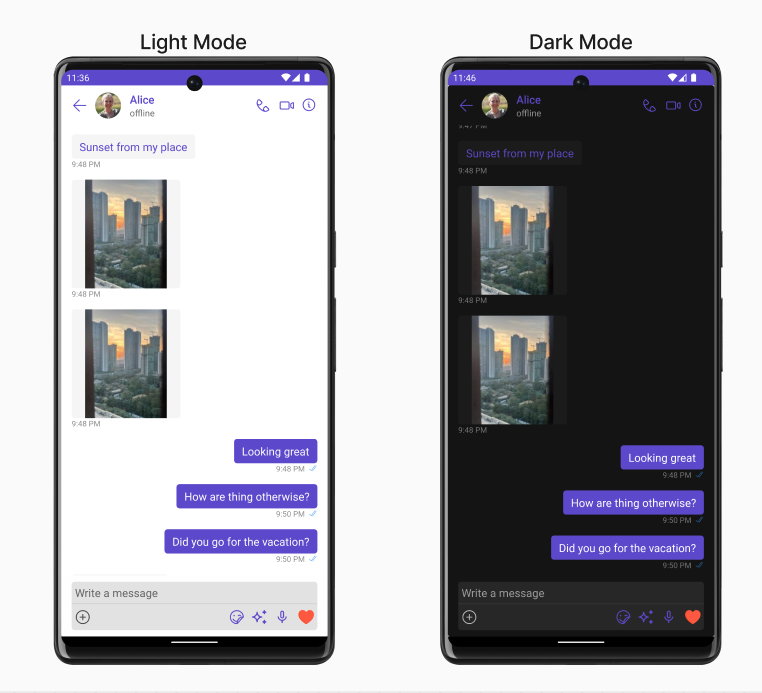 Light Mode
11:36
Alice
offline
Sunset from my place
9:48 PM
9:48 PM
9:48 PM
Looking great
9:48 PM
How are thing otherwise?
9:50 PM
Did you go for the vacation?
9:50 PM
Write a message
Dark Mode
11:46
Alice
offline
9:47 PM
Sunset from my place
9:48 PM
9:48 PM
9:48 PM
Looking great
9:48 PM
How are thing otherwise?
9:50 PM
Did you go for the vacation?
9:50 PM
Write a message